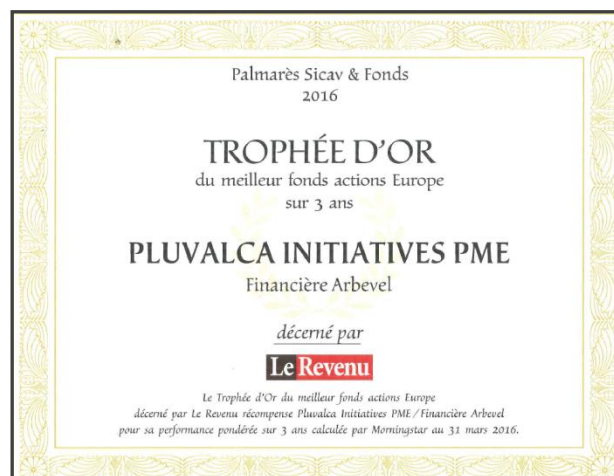 Palmarès Sicav & Fonds
2016
TROPHÉE D'OR
du meilleur fonds actions Europe
sur 3 ans
PLUVALCA INITIATIVES PME
Financière Arbevel
décerné par
Le Revenu
Le Trophée d'Or du meilleur fonds actions Europe
décerné par Le Revenu récompense Pluvalca Initiatives PME / Financière Arbevel
pour sa performance pondérée sur 3 ans calculée par Morningstar au 31 mars 2016.